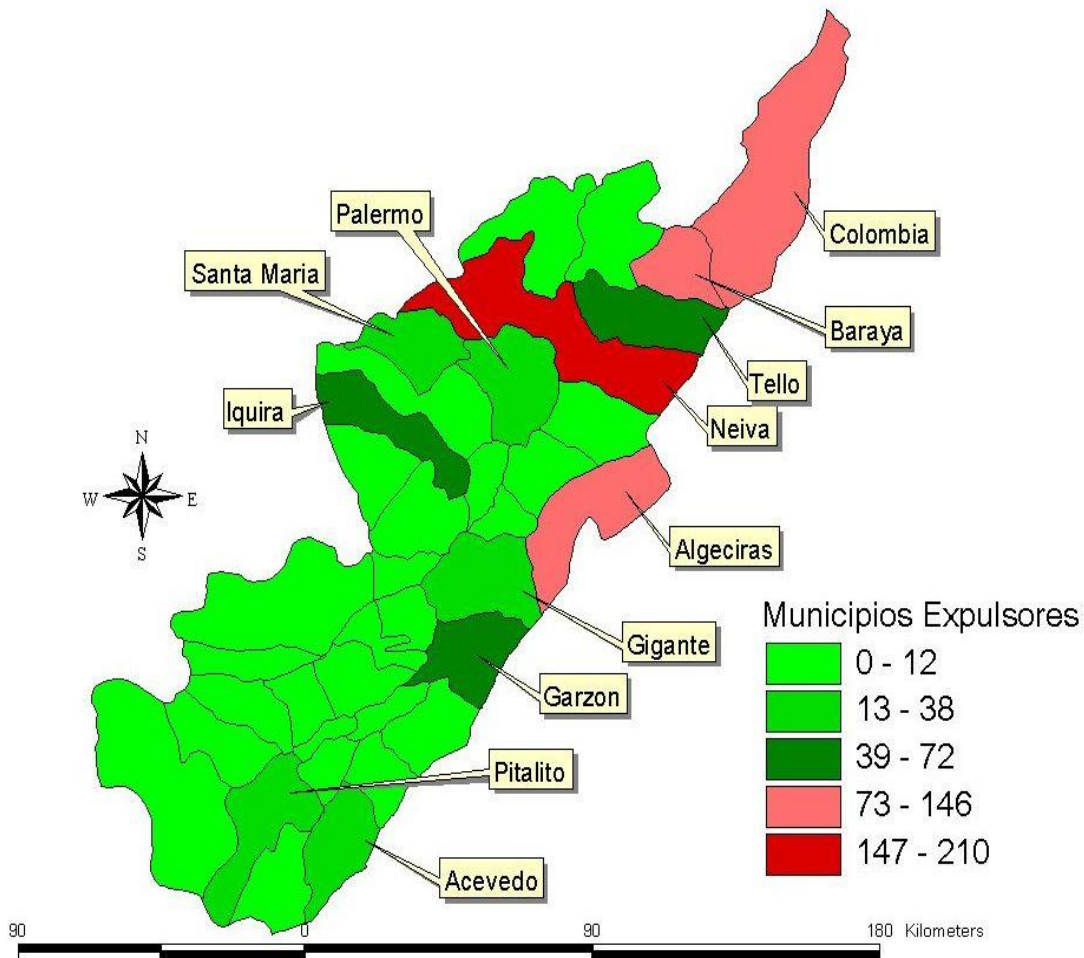 Palermo
Santa Maria
Colombia
Baraya
Tello
Iquira
Neiva
N
W
E
S
Algeciras
Gigante
Garzon
Pitalito
Acevedo
Municipios Expulsores
0 - 12
13 - 38
39 - 72
73 - 146
147 - 210
90 0 90 180 Kilometers